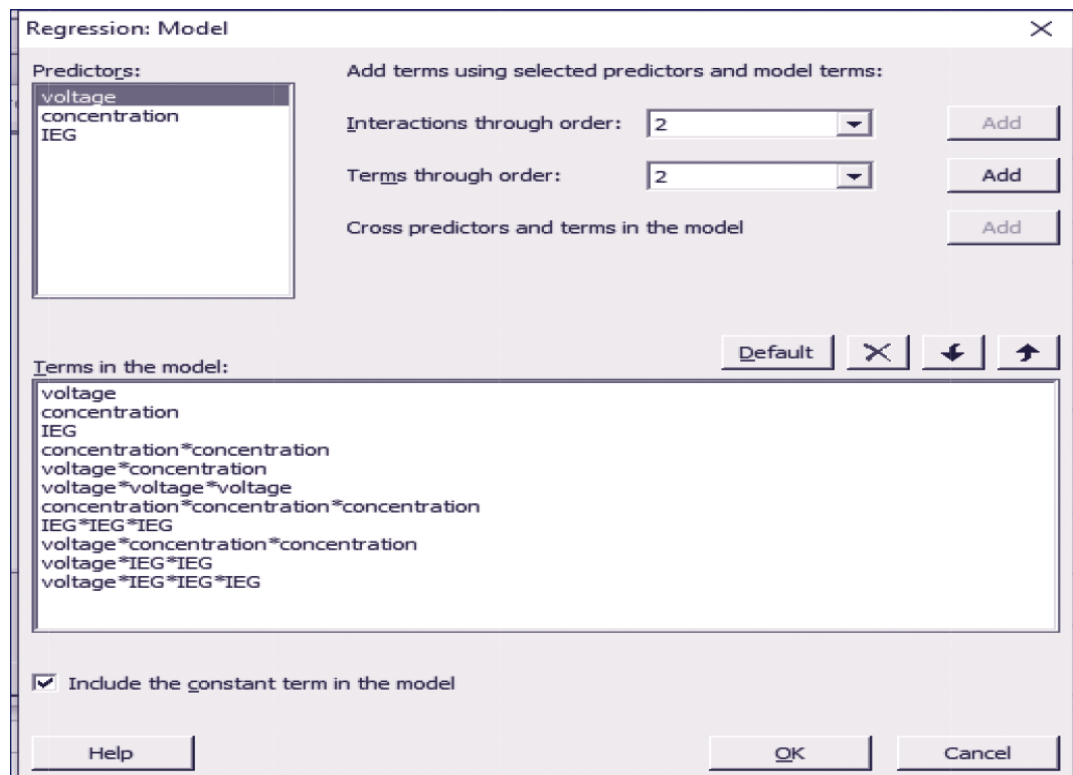 Regression: Model
Predictors:
voltage
concentration
IEG
Add terms using selected predictors and model terms:
Interactions through order: 2 Add
Terms through order: 2 Add
Cross predictors and terms in the model Add
Default
Terms in the model:
voltage
concentration
IEG
concentration*concentration
voltage*concentration
voltage*voltage*voltage
concentration*concentration*concentration
IEG*IEG*IEG
voltage*concentration*concentration
voltage*IEG*IEG
voltage*IEG*IEG*IEG
Include the constant term in the model
Help OK Cancel